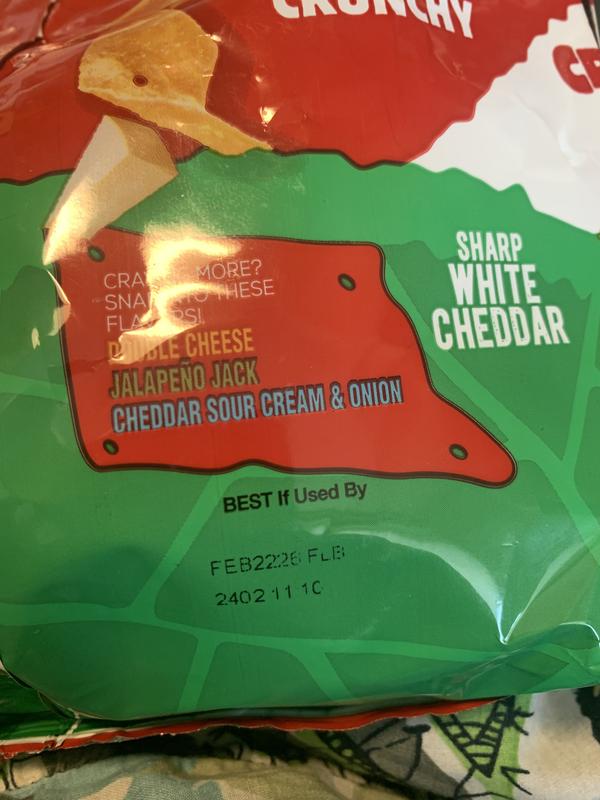 CRUNCHY
SHARP
WHITE
CHEDDAR
MORE?
THESE
DOUBLE CHEESE
JALAPEÑO JACK
CHEDDAR SOUR CREAM & ONION
BEST If Used By
FEB2226 FLB
2402 11 10